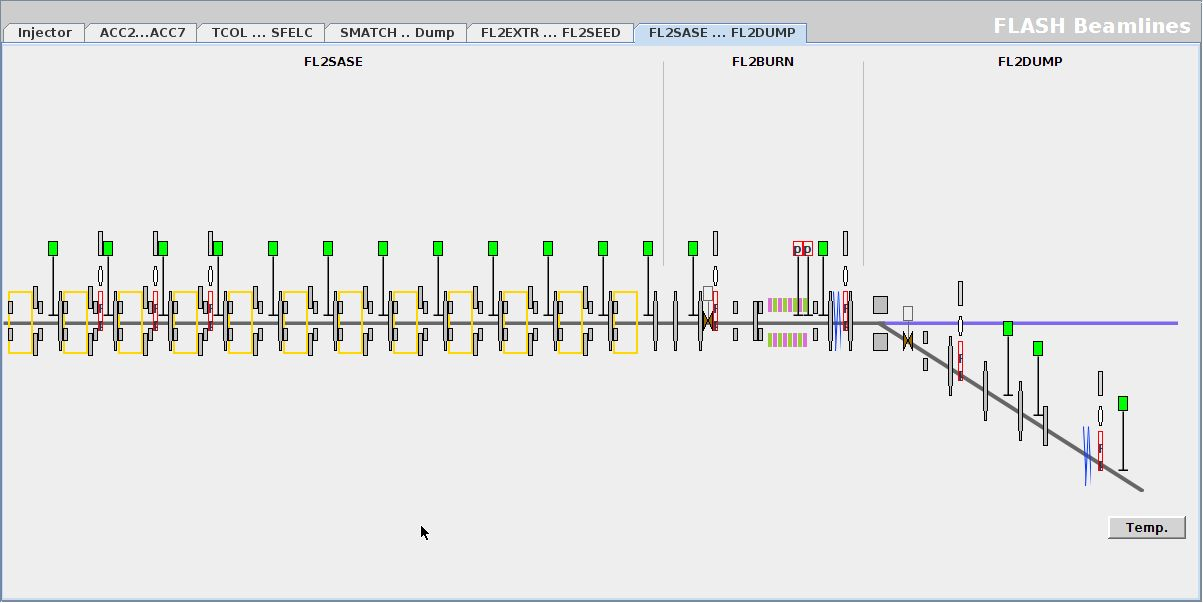 FLASH Beamlines
Injector
ACC2...ACC7
TCOL ... SFELC
SMATCH .. Dump
FL2EXTR ... FL2SEED
FL2SASE ... FL2DUMP
FL2SASE
FL2BURN
FL2DUMP
p p
Temp.